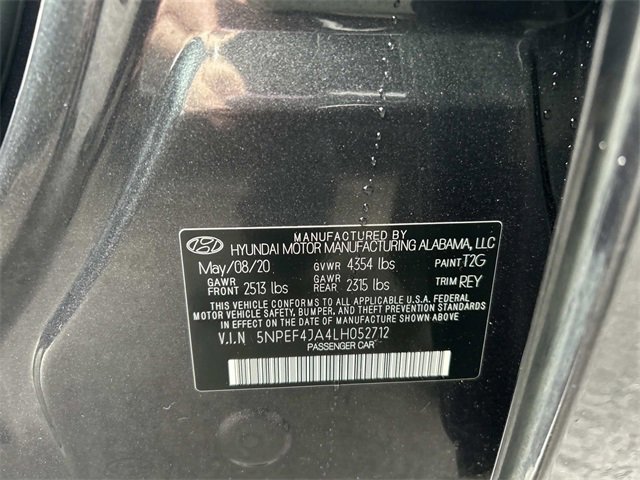 MANUFACTURED BY
HYUNDAI MOTOR MANUFACTURING ALABAMA, LLC
May/08/20 GVWR 4354 lbs PAINT T2G
GAWR FRONT 2513 lbs GAWR REAR 2315 lbs TRIM REY
THIS VEHICLE CONFORMS TO ALL APPLICABLE U.S.A. FEDERAL
MOTOR VEHICLE SAFETY, BUMPER, AND THEFT PREVENTION STANDARDS
IN EFFECT ON THE DATE OF MANUFACTURE SHOWN ABOVE.
V.I.N 5NPEF4JA4LH052712
PASSENGER CAR